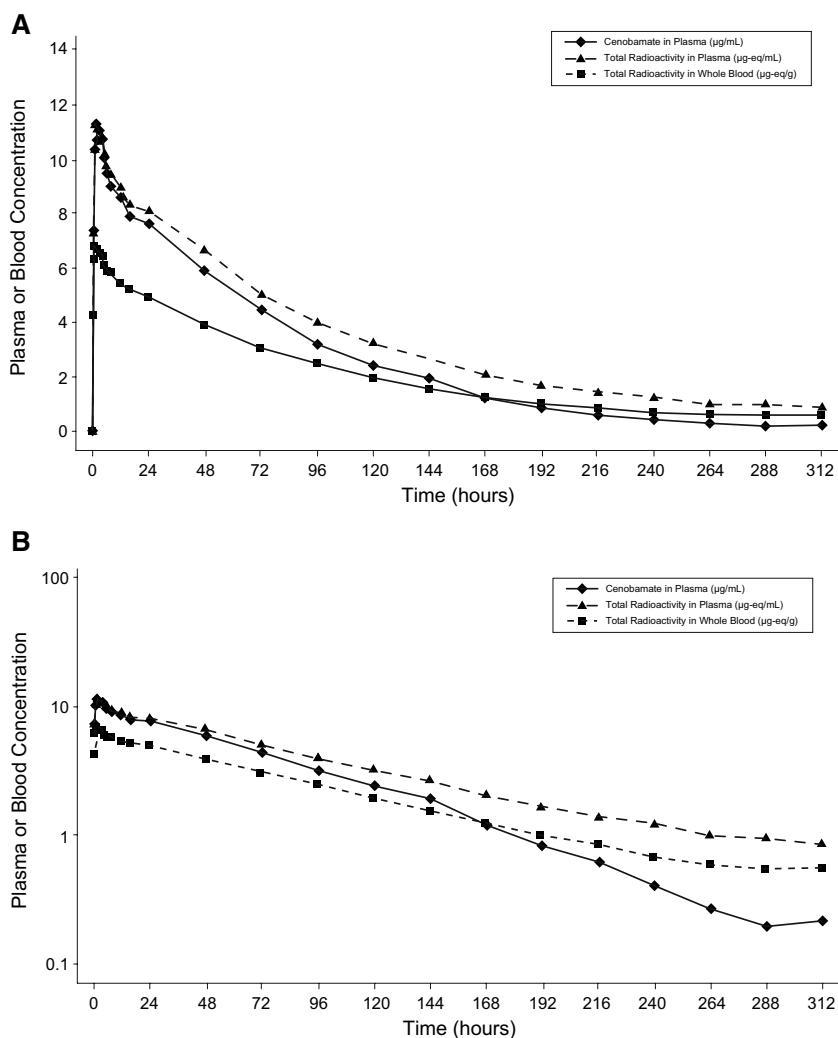 A
14
12
10
8
6
4
2
0
Plasma or Blood Concentration
Cenobamate in Plasma (µg/mL)
Total Radioactivity in Plasma (µg-eq/mL)
Total Radioactivity in Whole Blood (µg-eq/g)
0 24 48 72 96 120 144 168 192 216 240 264 288 312
Time (hours)
B
100
10
1
0.1
Plasma or Blood Concentration
Cenobamate in Plasma (µg/mL)
Total Radioactivity in Plasma (µg-eq/mL)
Total Radioactivity in Whole Blood (µg-eq/g)
0 24 48 72 96 120 144 168 192 216 240 264 288 312
Time (hours)